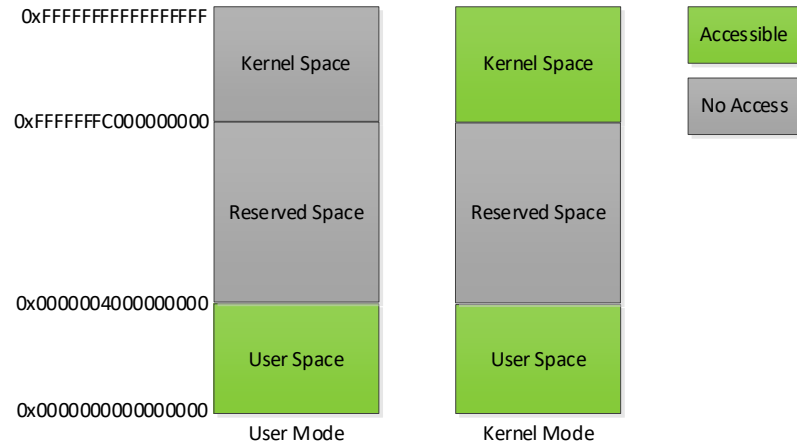 0xFFFFFFFFFFFFFFFF
Kernel Space
Kernel Space
Accessible
No Access
0xFFFFFFFC000000000
Reserved Space
Reserved Space
0x0000004000000000
User Space
User Space
0x0000000000000000
User Mode
Kernel Mode